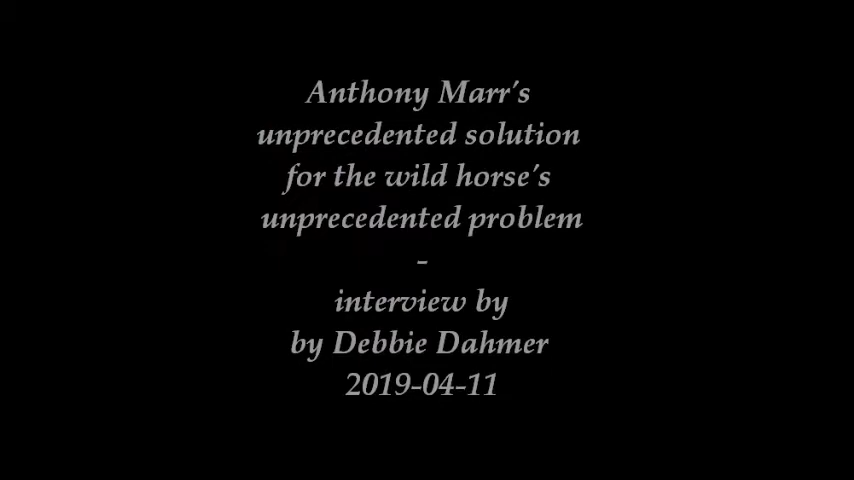 Anthony Marr's
unprecedented solution
for the wild horse's
unprecedented problem
-
interview by
by Debbie Dahmer
2019-04-11